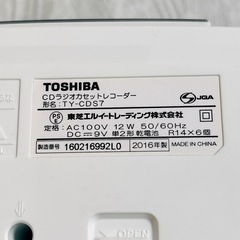 TOSHIBA
CDラジオカセットレコーダー
形名：TY-CDS7
JQA
PS
E
東芝エルイートレーディング株式会社
定格：AC100V 12W 50/60Hz
DC⎓9V 単2形乾電池 R14×6個
製造番号 160216992L0 2016年製
OPEN